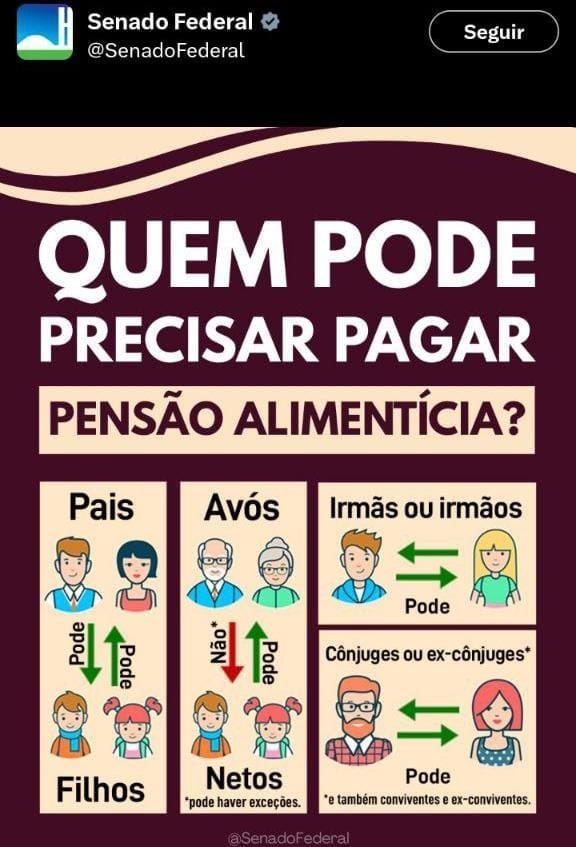 Senado Federal
@SenadoFederal
Seguir
QUEM PODE
PRECISAR PAGAR
PENSÃO ALIMENTÍCIA?
Pais
Pode
Pode
Filhos
Avós
Não*
Pode
Netos
*pode haver exceções.
Irmãs ou irmãos
Pode
Cônjuges ou ex-cônjuges*
Pode
*e também conviventes e ex-conviventes.
@SenadoFederal